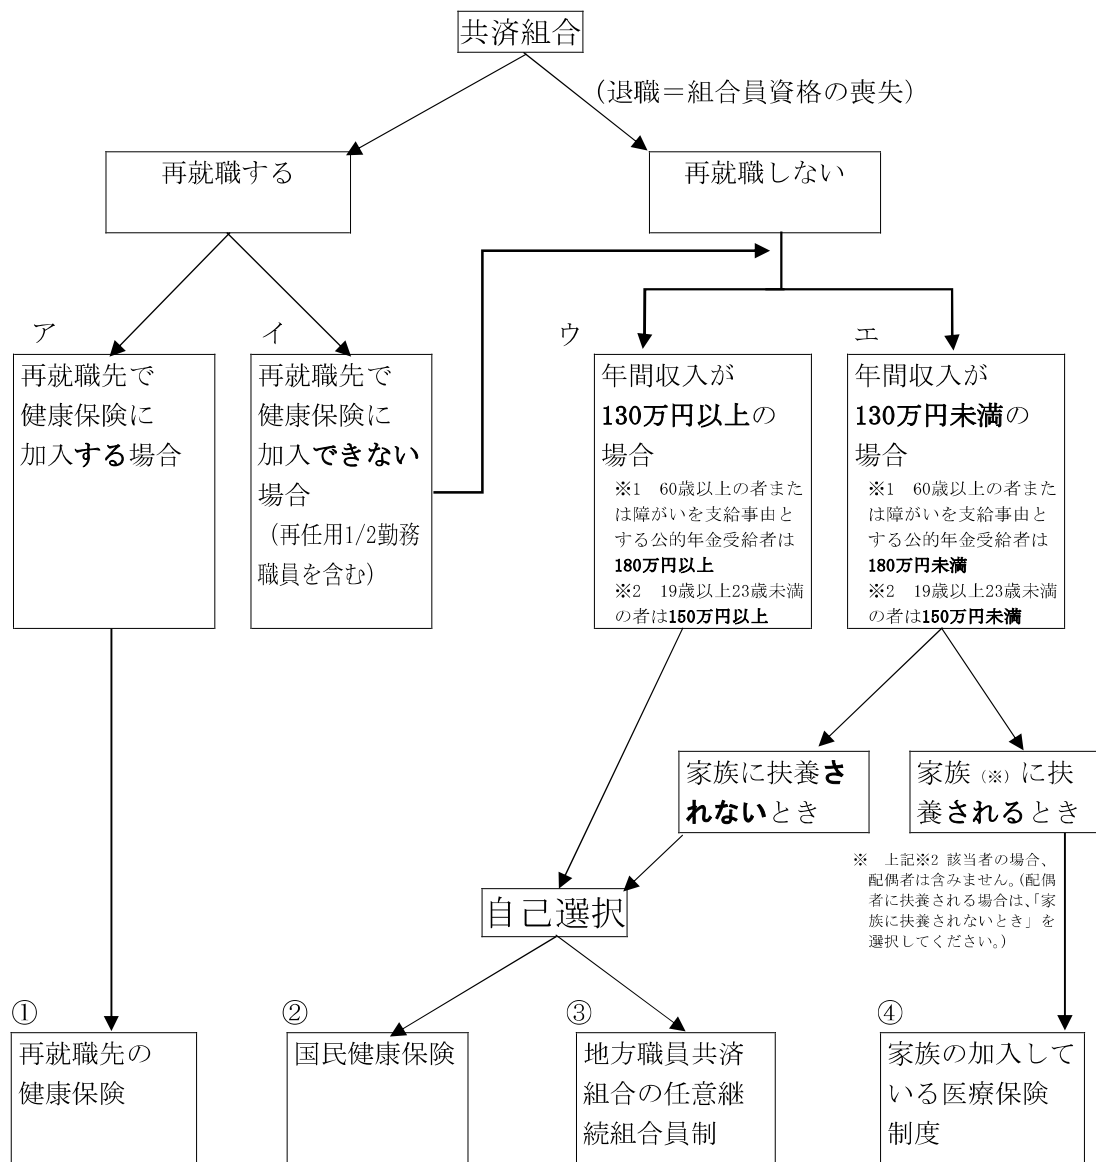 共済組合
(退職＝組合員資格の喪失)
再就職する
再就職しない
ア
イ
ウ
エ
再就職先で
健康保険に
加入する場合
再就職先で
健康保険に
加入できない
場合
（再任用1/2勤務
職員を含む）
年間収入が
130万円以上の
場合
※1　60歳以上の者また
は障がいを支給事由と
する公的年金受給者は
180万円以上
※2　19歳以上23歳未満
の者は150万円以上
年間収入が
130万円未満の
場合
※1　60歳以上の者また
は障がいを支給事由と
する公的年金受給者は
180万円未満
※2　19歳以上23歳未満
の者は150万円未満
家族に扶養さ
れないとき
家族（※）に扶
養されるとき
※　上記※2 該当者の場合、
配偶者は含みません。(配偶
者に扶養される場合は、「家
族に扶養されないとき」を
選択してください。)
自己選択
①
再就職先の
健康保険
②
国民健康保険
③
地方職員共済
組合の任意継
続組合員制
④
家族の加入して
いる医療保険
制度